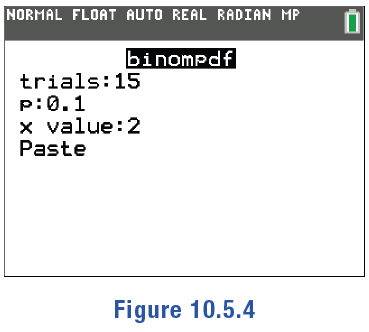 NORMAL FLOAT AUTO REAL RADIAN MP
binompdf
trials:15
p:0.1
x value:2
Paste
Figure 10.5.4